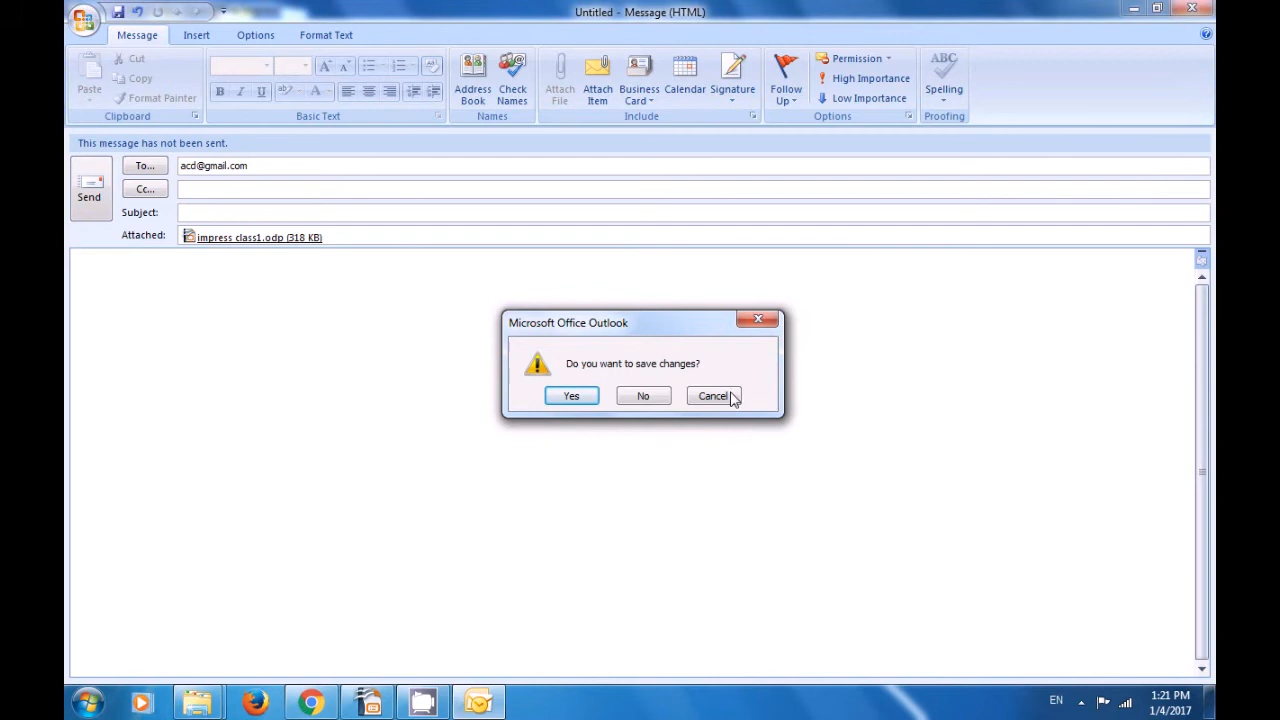 Untitled - Message (HTML)
Message Insert Options Format Text
Paste
Cut
Copy
Format Painter
Clipboard
B I U
Basic Text
Address Book
Check Names
Names
Attach File
Attach Item
Business Card
Calendar
Signature
Include
Follow Up
Permission
High Importance
Low Importance
Options
ABC
Spelling
Proofing
This message has not been sent.
Send
To... acd@gmail.com
Cc...
Subject:
Attached: impress class1.odp (318 KB)
Microsoft Office Outlook
Do you want to save changes?
Yes No Cancel
EN
1:21 PM
1/4/2017